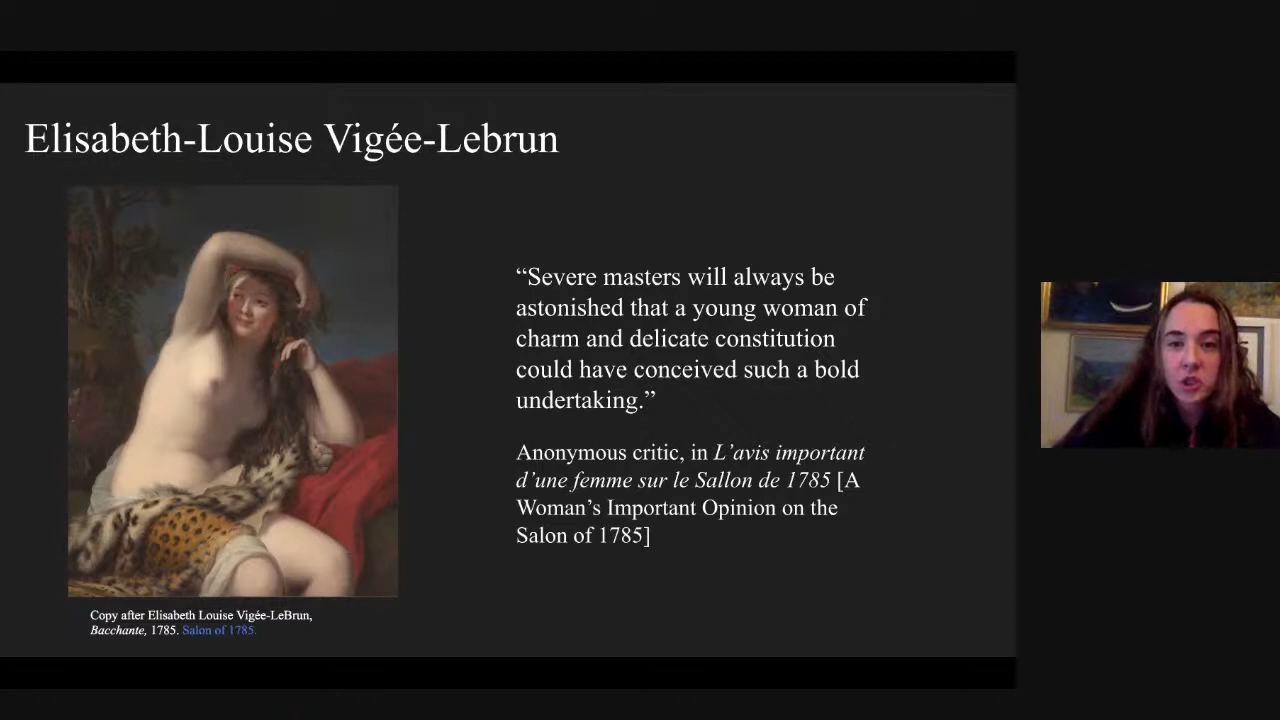 Elisabeth-Louise Vigée-Lebrun
“Severe masters will always be
astonished that a young woman of
charm and delicate constitution
could have conceived such a bold
undertaking.”
Anonymous critic, in L’avis important
d’une femme sur le Sallon de 1785 [A
Woman’s Important Opinion on the
Salon of 1785]
Copy after Elisabeth Louise Vigée-LeBrun,
Bacchante, 1785. Salon of 1785.